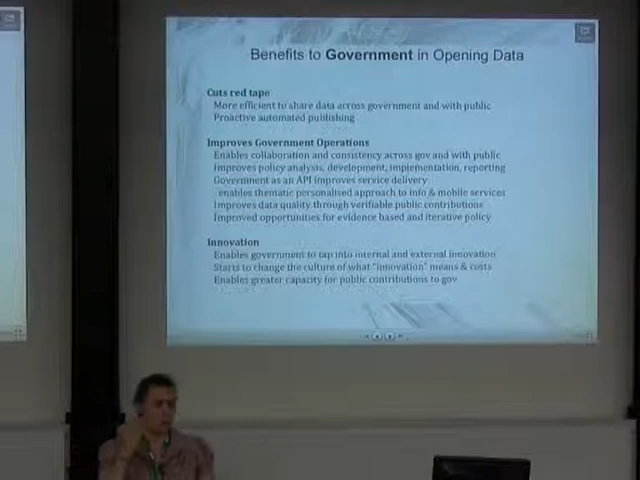 Benefits to Government in Opening Data
Cuts red tape
More efficient to share data across government and with public
Proactive automated publishing
Improves Government Operations
Enables collaboration and consistency across gov and with public
Improves policy analysis, development, implementation, reporting
Government as an API improves service delivery
enables thematic personalised approach to info & mobile services
Improves data quality through verifiable public contributions
Improved opportunities for evidence based and iterative policy
Innovation
Enables government to tap into internal and external innovation
Starts to change the culture of what "innovation" means & costs
Enables greater capacity for public contributions to gov